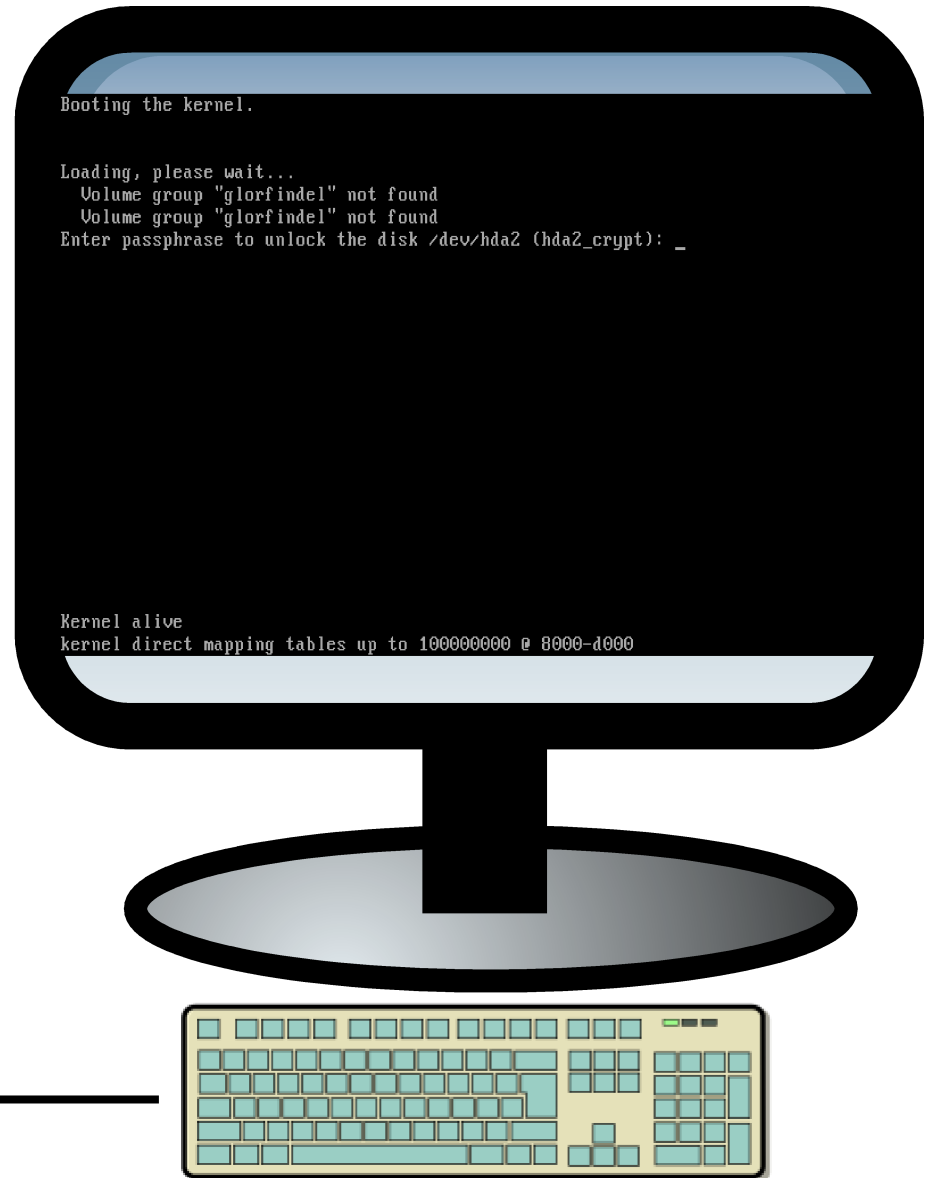 Booting the kernel.
Loading, please wait...
  Volume group "glorfindel" not found
  Volume group "glorfindel" not found
Enter passphrase to unlock the disk /dev/hda2 (hda2_crypt): _
Kernel alive
kernel direct mapping tables up to 100000000 @ 8000-d000